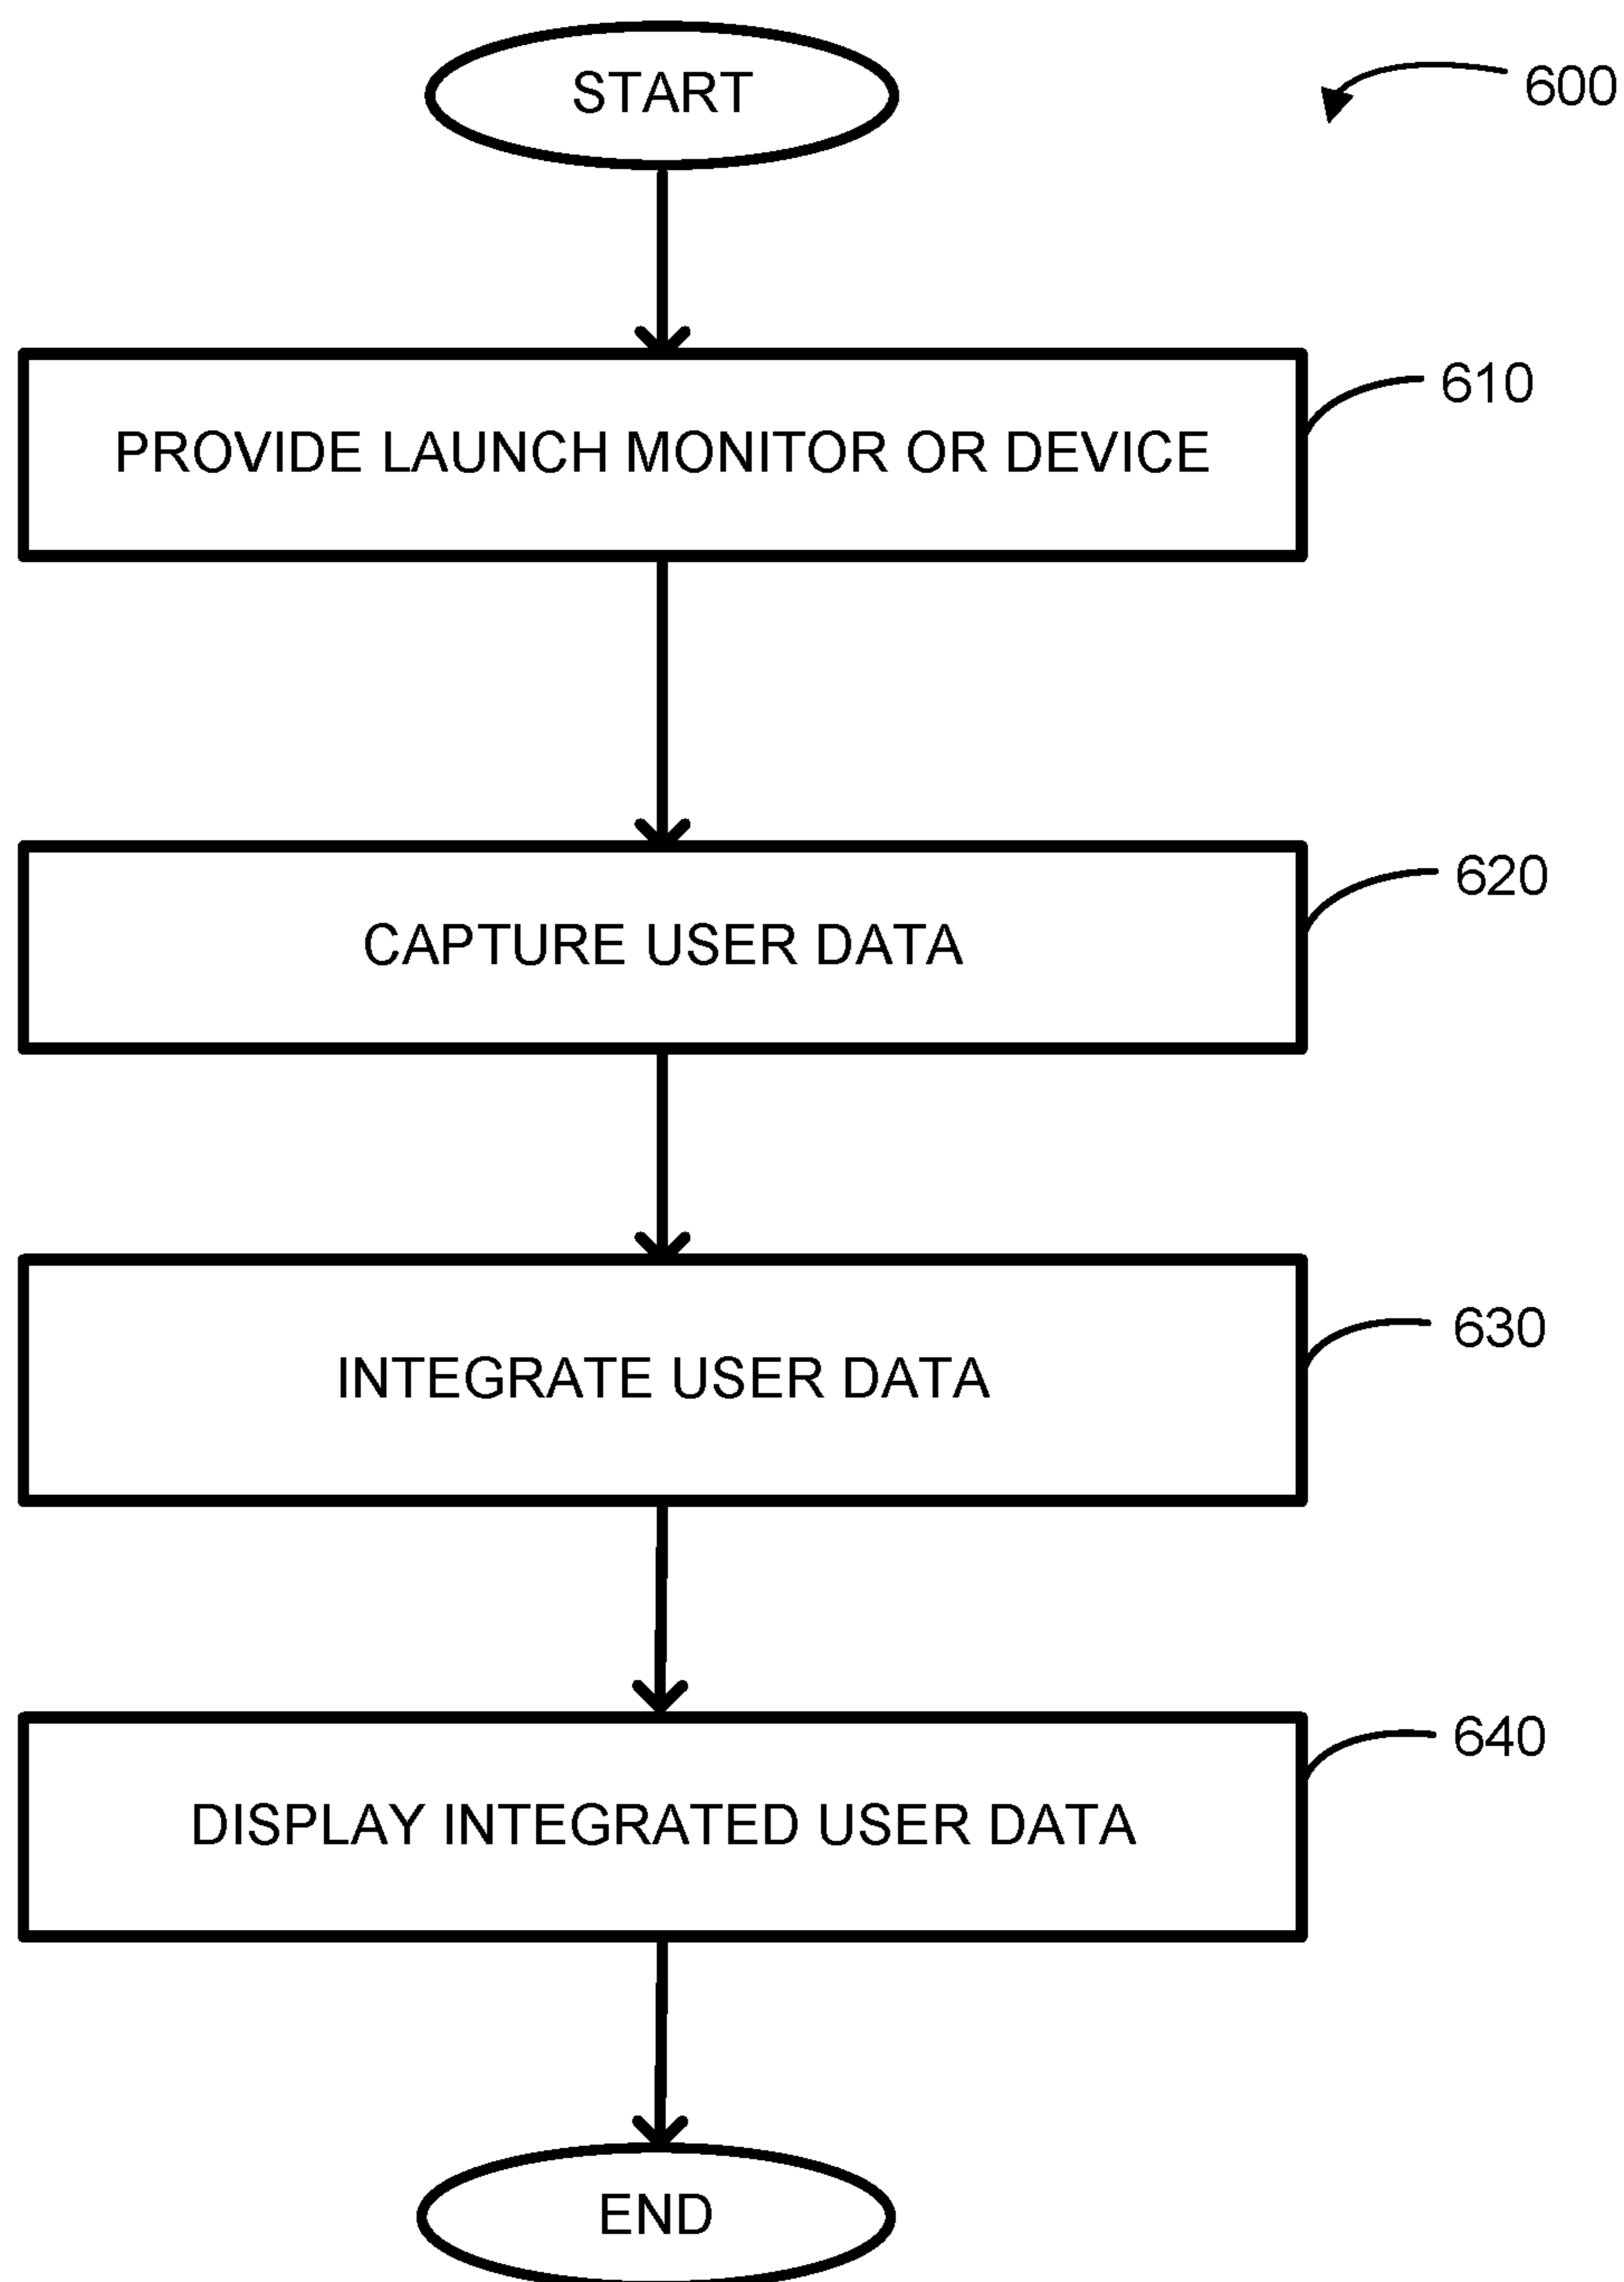 START
600
PROVIDE LAUNCH MONITOR OR DEVICE
610
CAPTURE USER DATA
620
INTEGRATE USER DATA
630
DISPLAY INTEGRATED USER DATA
640
END